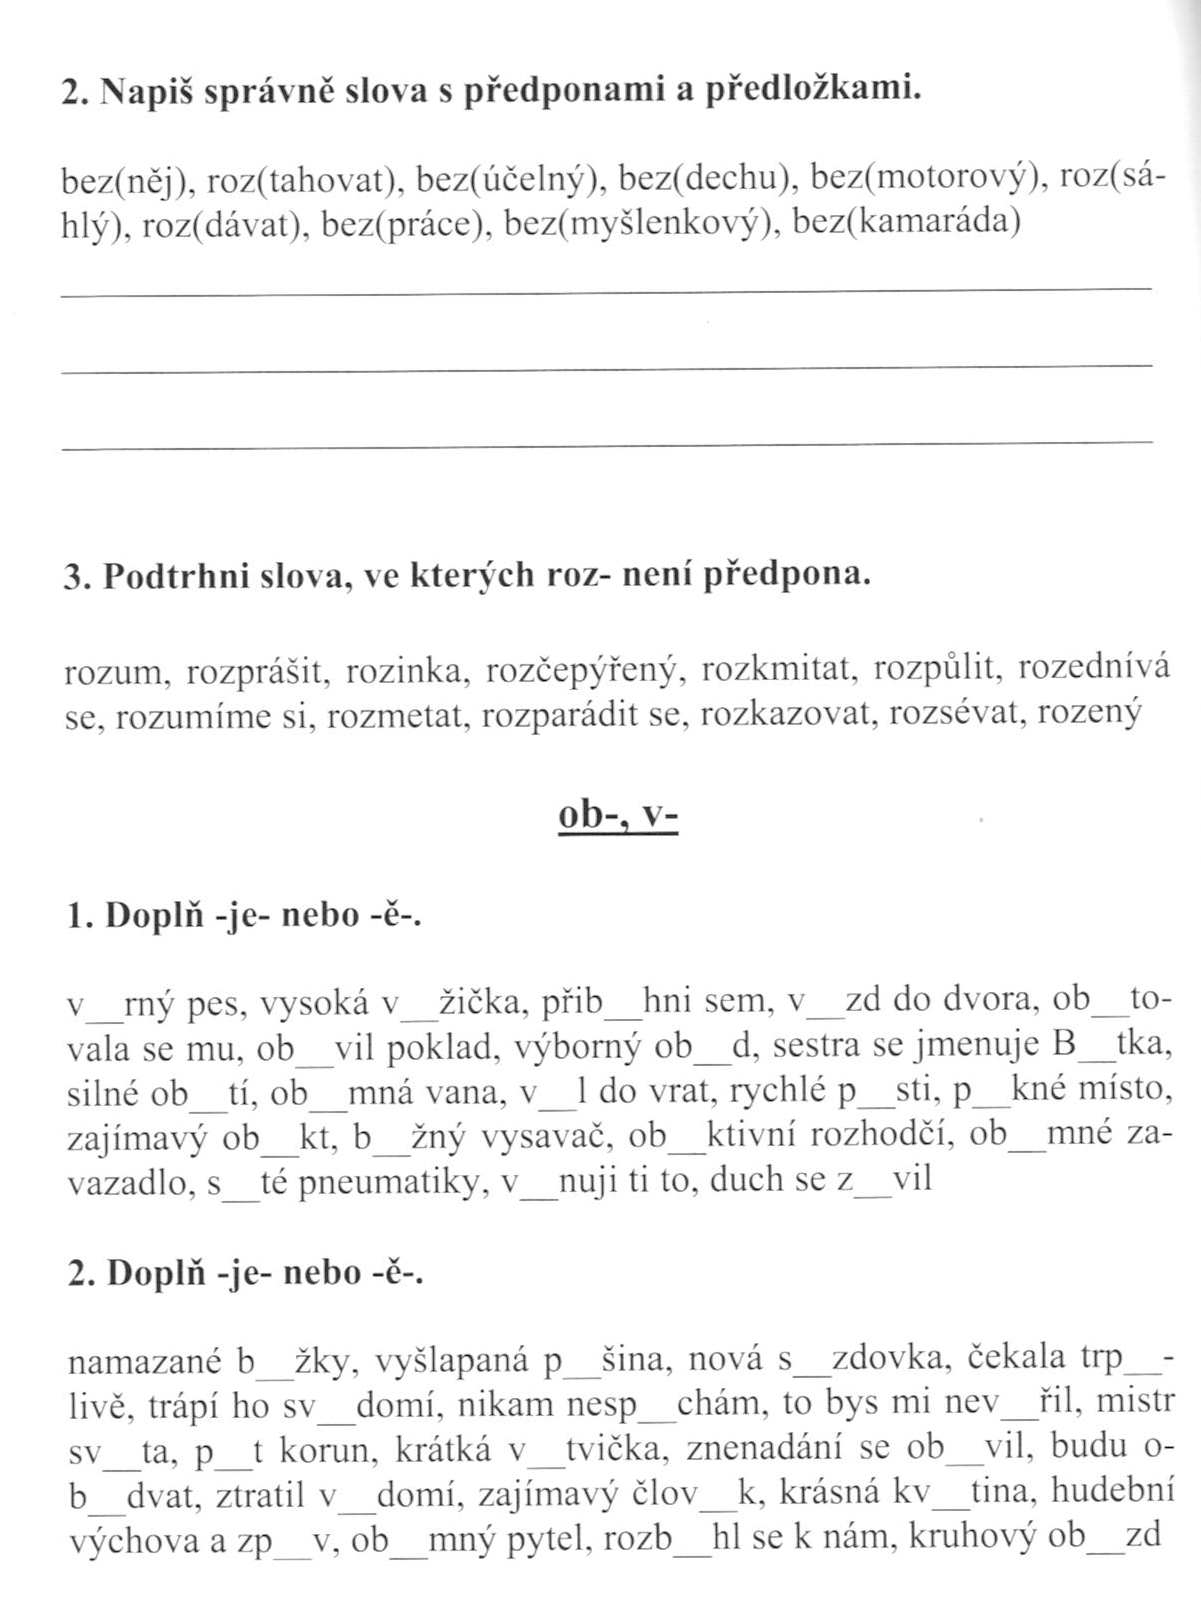 2. Napiš správně slova s předponami a předložkami.
bez(něj), roz(tahovat), bez(účelný), bez(dechu), bez(motorový), roz(sá-
hlý), roz(dávat), bez(práce), bez(myšlenkový), bez(kamaráda)
3. Podtrhni slova, ve kterých roz- není předpona.
rozum, rozprášit, rozinka, rozčepýřený, rozkmitat, rozpůlit, rozednívá
se, rozumíme si, rozmetat, rozparádit se, rozkazovat, rozsévat, rozený
ob-, v-
1. Doplň -je- nebo -ě-.
v__rný pes, vysoká v__žička, přib__hni sem, v__zd do dvora, ob__to-
vala se mu, ob__vil poklad, výborný ob__d, sestra se jmenuje B__tka,
silné ob__tí, ob__mná vana, v__l do vrat, rychlé p__sti, p__kné místo,
zajímavý ob__kt, b__žný vysavač, ob__ktivní rozhodčí, ob__mné za-
vazadlo, s__té pneumatiky, v__nuji ti to, duch se z__vil
2. Doplň -je- nebo -ě-.
namazané b__žky, vyšlapaná p__šina, nová s__zdovka, čekala trp__-
livě, trápí ho sv__domí, nikam nesp__chám, to bys mi nev__řil, mistr
sv__ta, p__t korun, krátká v__tvička, znenadání se ob__vil, budu o-
b__dvat, ztratil v__domí, zajímavý člov__k, krásná kv__tina, hudební
výchova a zp__v, ob__mný pytel, rozb__hl se k nám, kruhový ob__zd